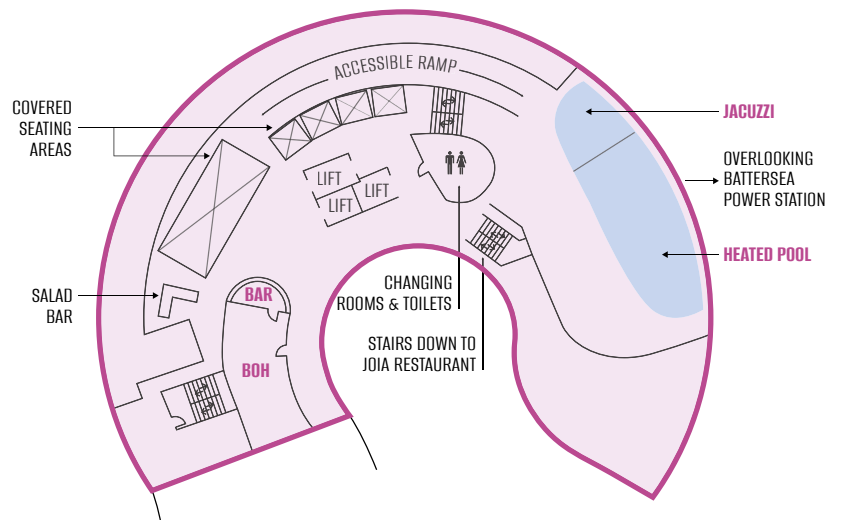 ACCESSIBLE RAMP
COVERED
SEATING
AREAS
JACUZZI
OVERLOOKING
BATTERSEA
POWER STATION
LIFT
LIFT
LIFT
HEATED POOL
SALAD
BAR
BAR
CHANGING
ROOMS & TOILETS
STAIRS DOWN TO
JOIA RESTAURANT
BOH